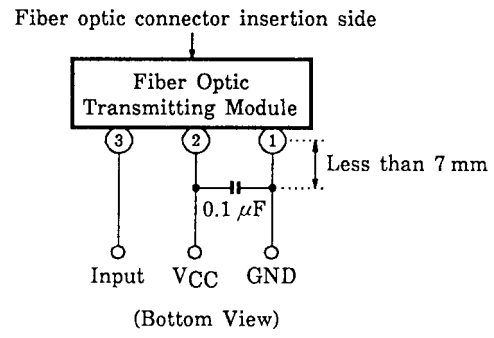 Fiber optic connector insertion side
Fiber Optic
Transmitting Module
3 2 1
Less than 7 mm
0.1 μF
Input VCC GND
(Bottom View)